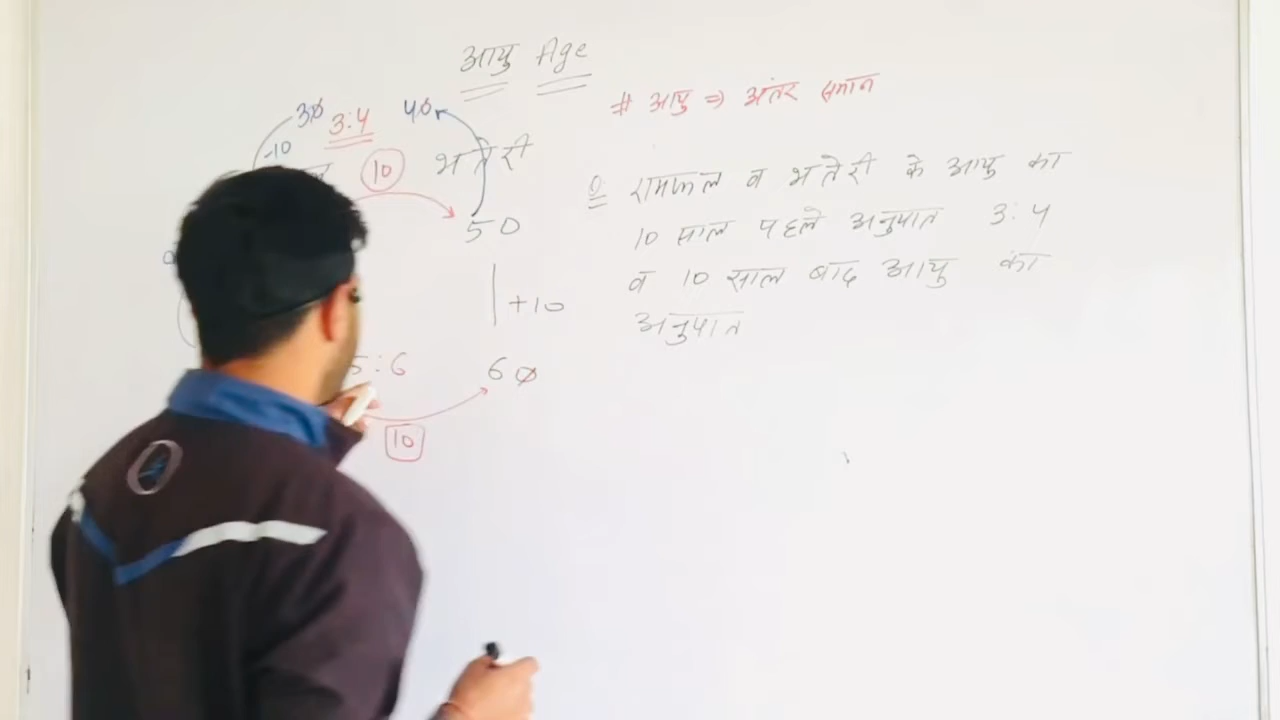 आयु Age
# आयु ⇒ अंतर समान
30 3:4 40
-10
10 भतेरी
50
+10
5:6 60
10
Q रामफल व भतेरी के आयु का
10 साल पहले अनुपात 3:4
व 10 साल बाद आयु का
अनुपात